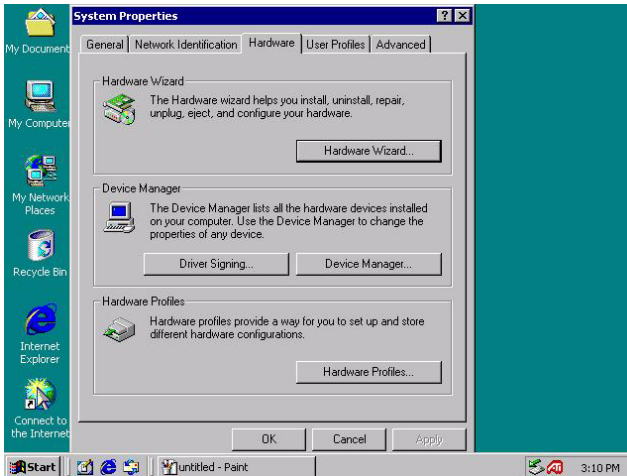 System Properties
General Network Identification Hardware User Profiles Advanced
Hardware Wizard
The Hardware wizard helps you install, uninstall, repair,
unplug, eject, and configure your hardware.
Hardware Wizard...
Device Manager
The Device Manager lists all the hardware devices installed
on your computer. Use the Device Manager to change the
properties of any device.
Driver Signing... Device Manager...
Hardware Profiles
Hardware profiles provide a way for you to set up and store
different hardware configurations.
Hardware Profiles...
OK Cancel Apply
My Document
My Computer
My Network
Places
Recycle Bin
Internet
Explorer
Connect to
the Internet
Start untitled - Paint 3:10 PM